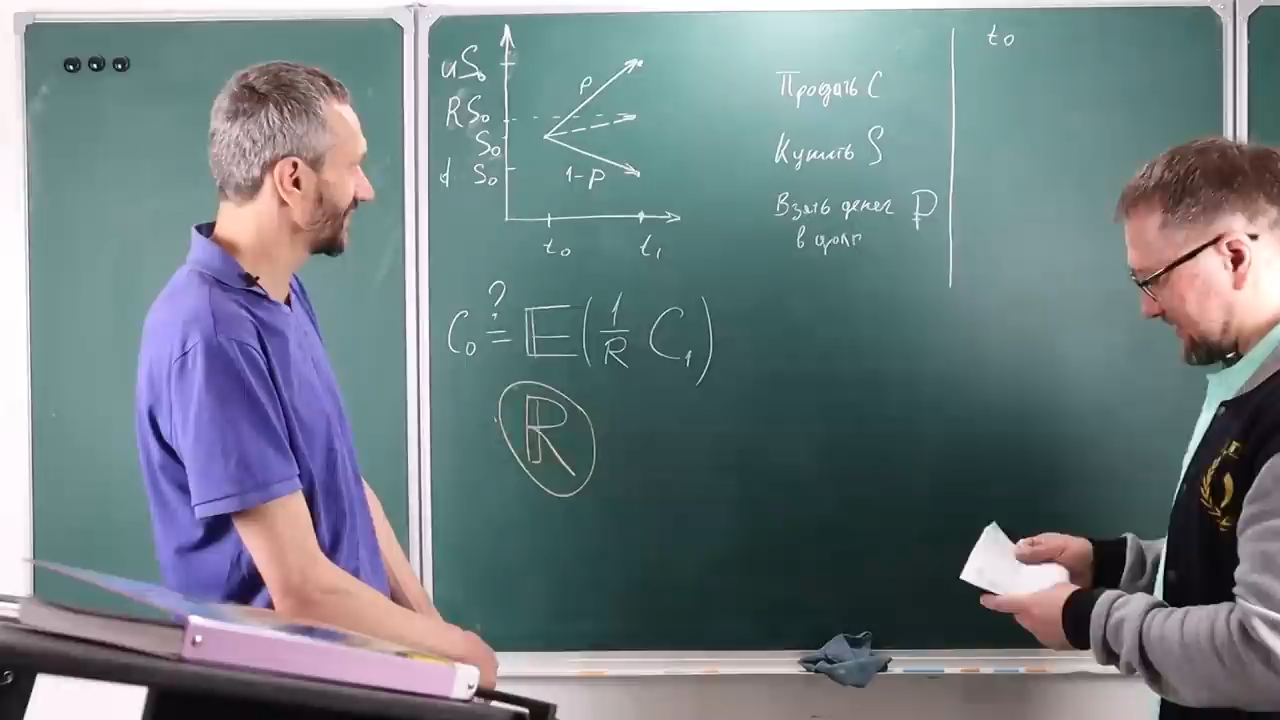 uS₀
RS₀
S₀
d S₀
p
1-p
t₀ t₁
C₀ ?= 𝔼(1/R C₁)
ℝ
Продать C
Купить S
Взять денег ₽
в долг
t₀